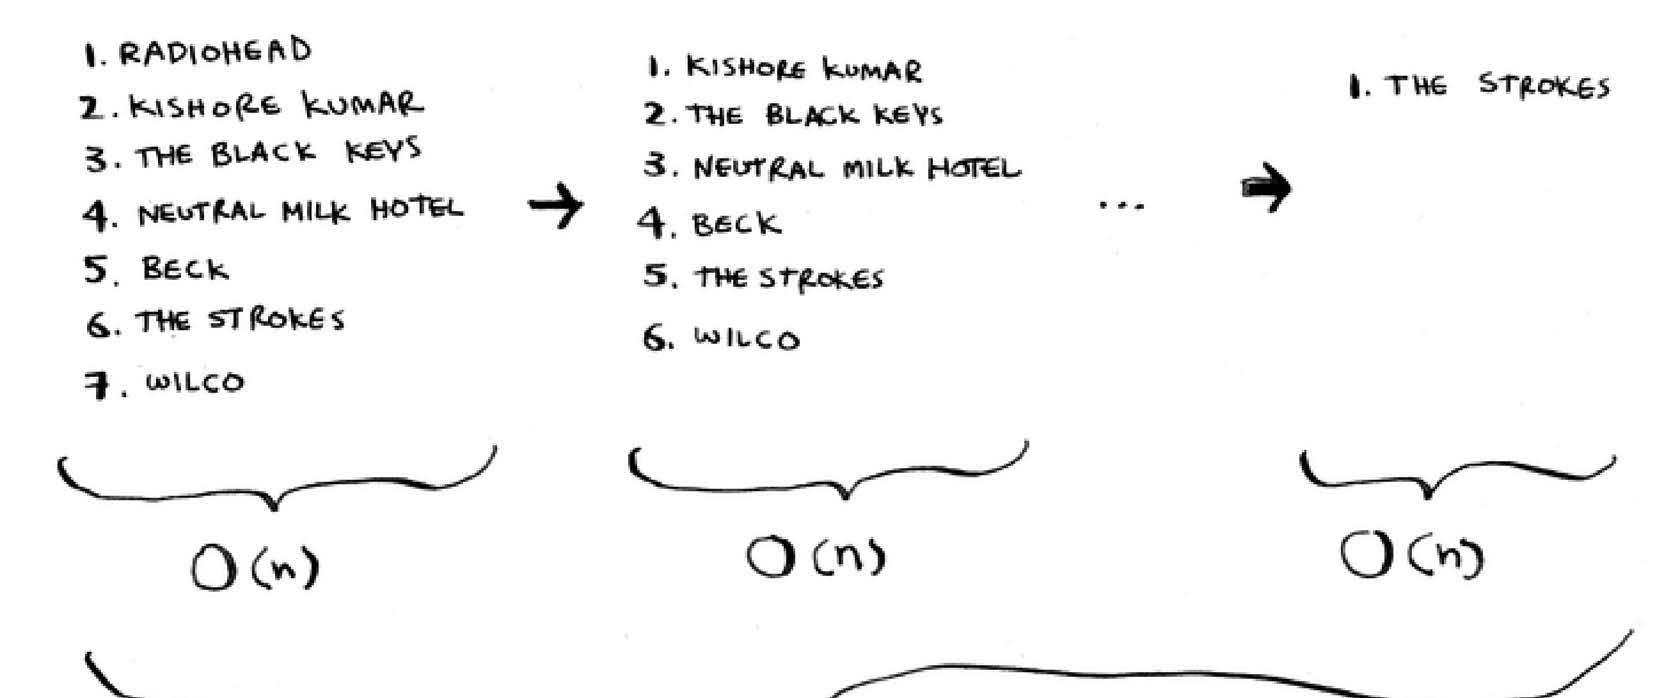 1. RADIOHEAD
2. KISHORE KUMAR
3. THE BLACK KEYS
4. NEUTRAL MILK HOTEL
5. BECK
6. THE STROKES
7. WILCO
1. KISHORE KUMAR
2. THE BLACK KEYS
3. NEUTRAL MILK HOTEL
4. BECK
5. THE STROKES
6. WILCO
...
1. THE STROKES
O(n)
O(n)
O(n)